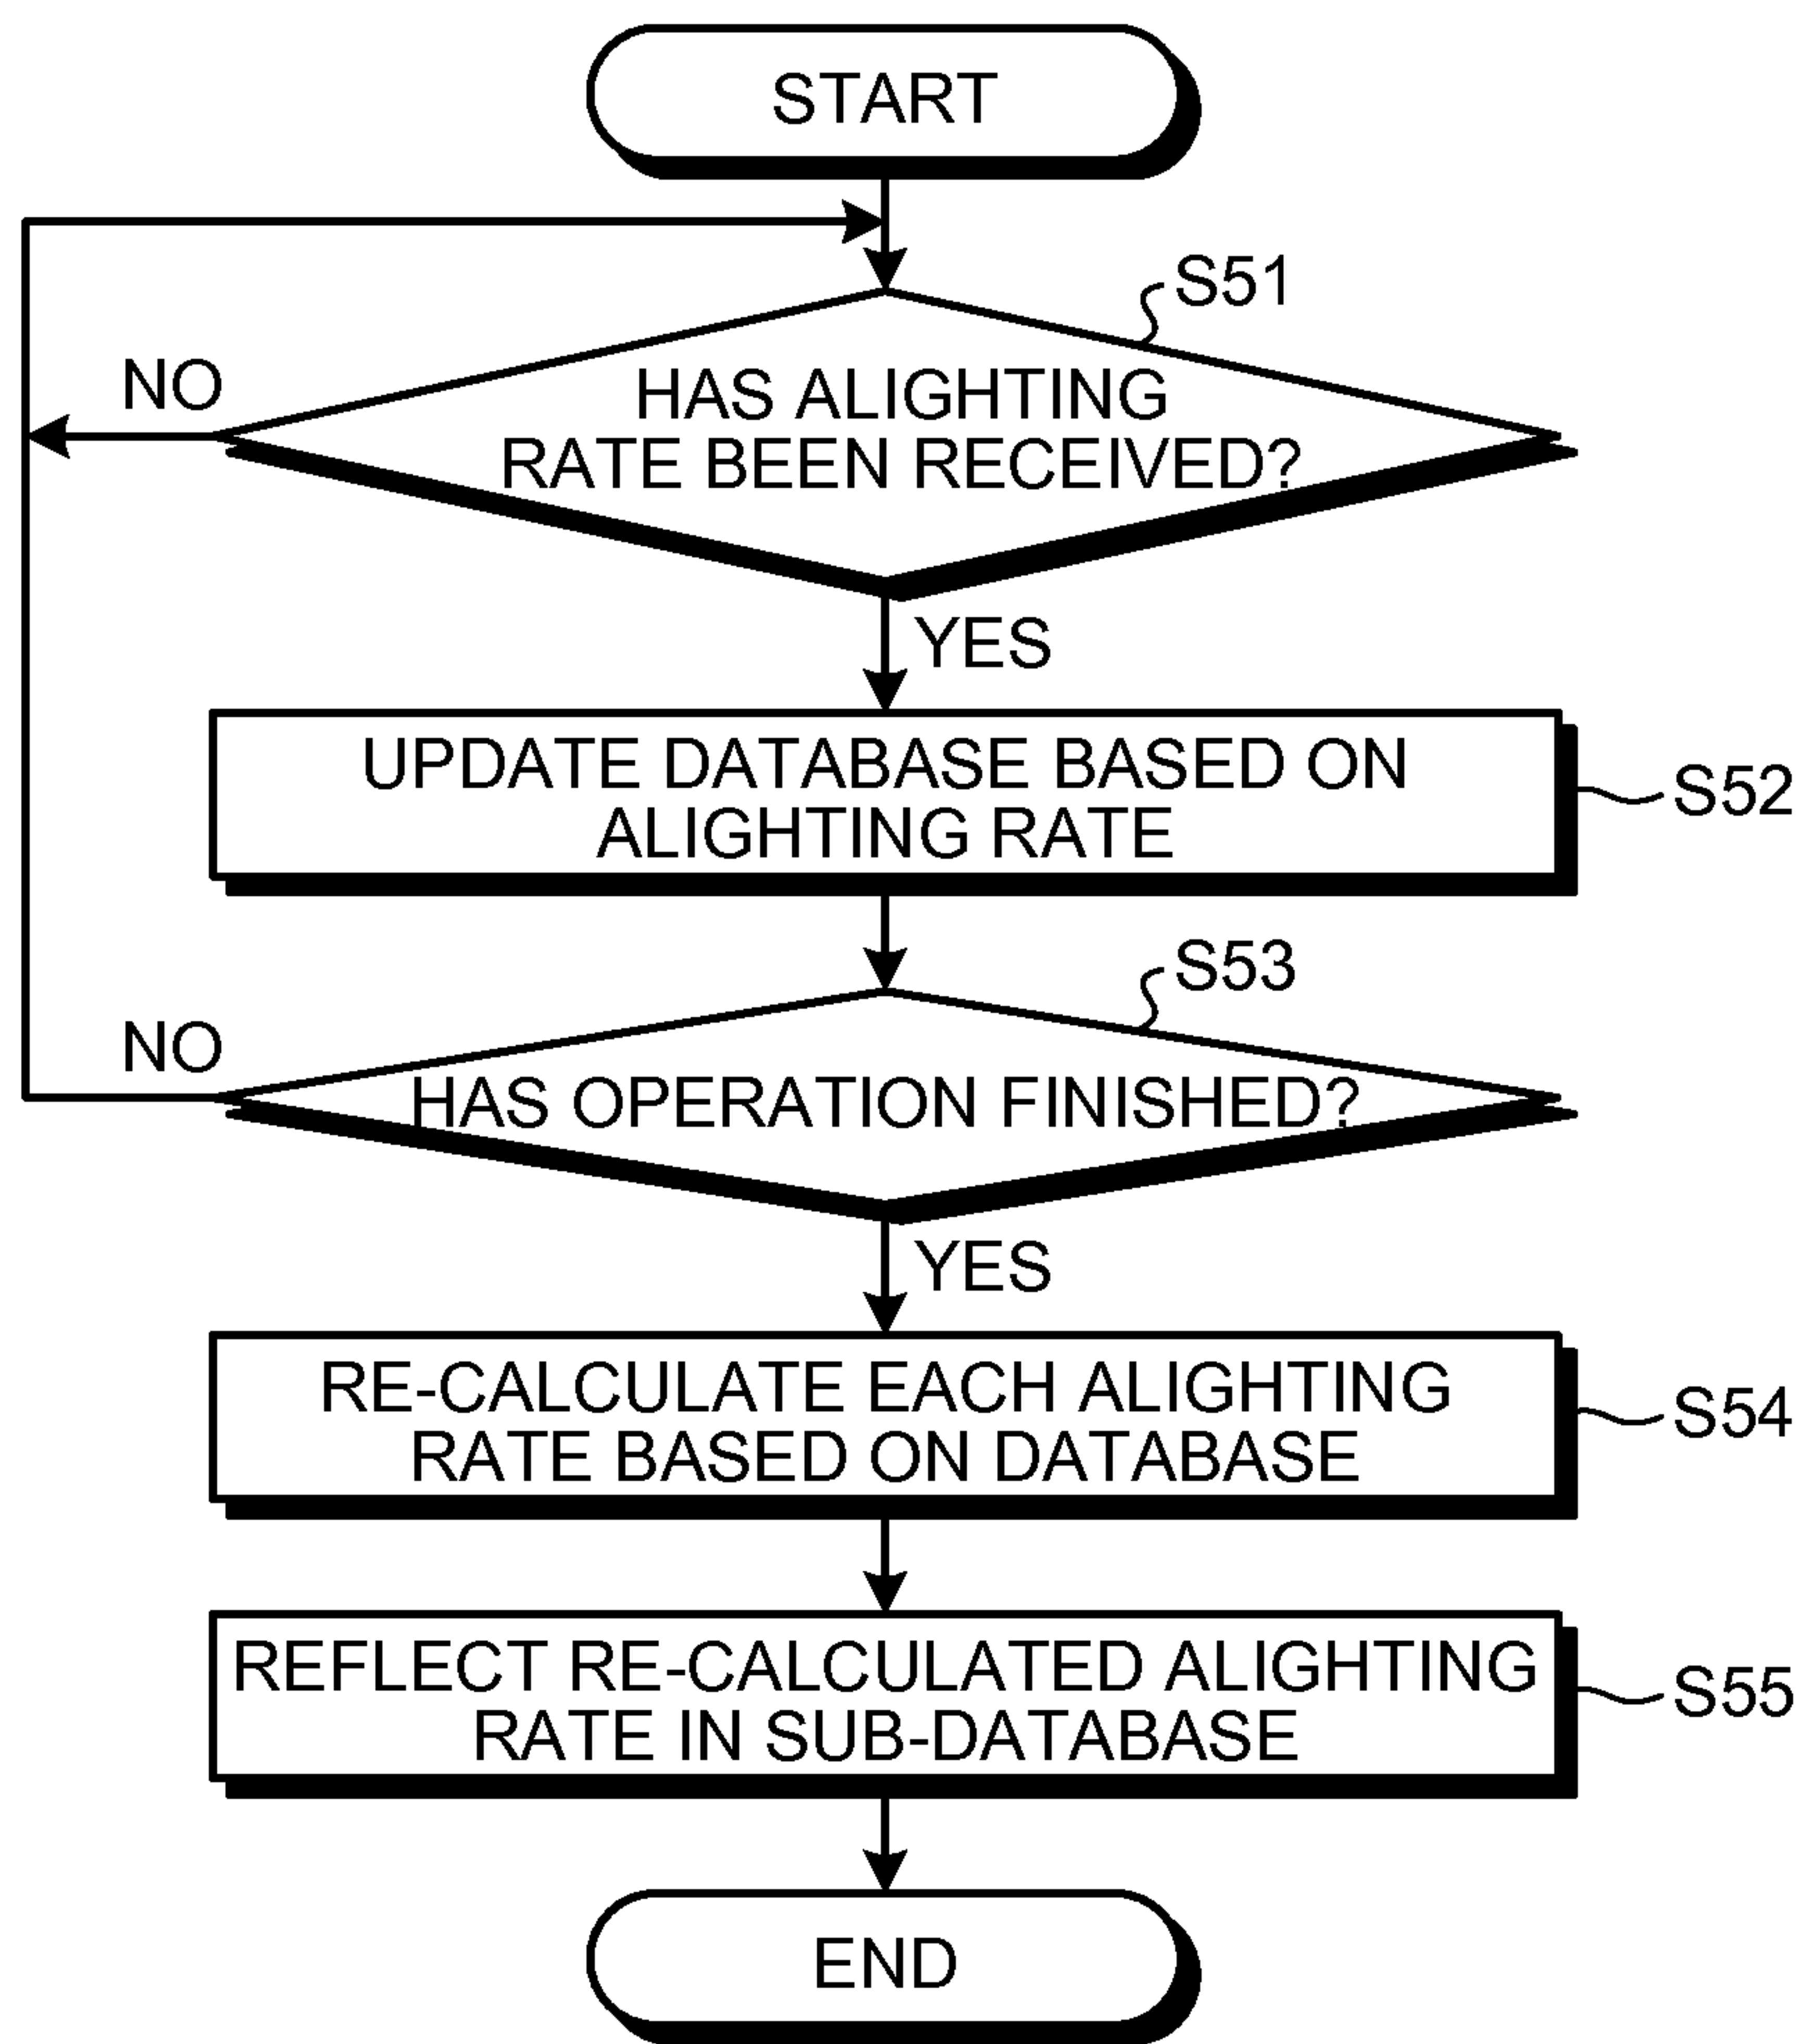 START
S51
NO
HAS ALIGHTING
RATE BEEN RECEIVED?
YES
UPDATE DATABASE BASED ON
ALIGHTING RATE
S52
S53
NO
HAS OPERATION FINISHED?
YES
RE-CALCULATE EACH ALIGHTING
RATE BASED ON DATABASE
S54
REFLECT RE-CALCULATED ALIGHTING
RATE IN SUB-DATABASE
S55
END